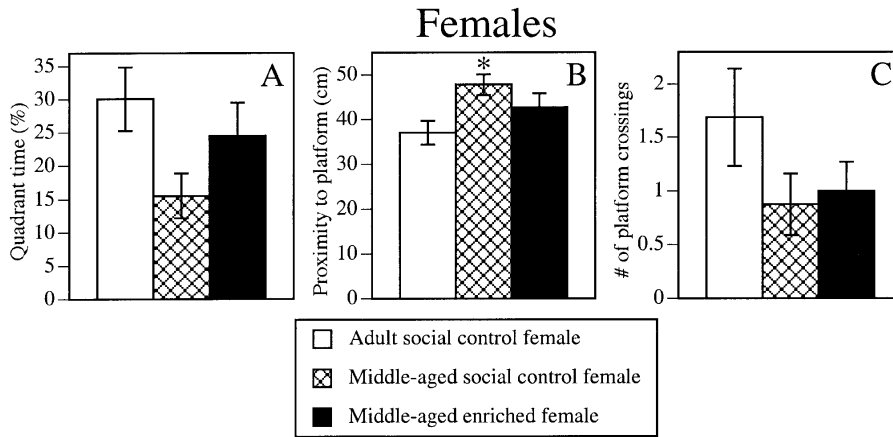 Females
A
Quadrant time (%)
35
30
25
20
15
10
5
0
B
*
Proximity to platform (cm)
50
40
30
20
10
0
C
# of platform crossings
2
1.5
1
0.5
0
Adult social control female
Middle-aged social control female
Middle-aged enriched female